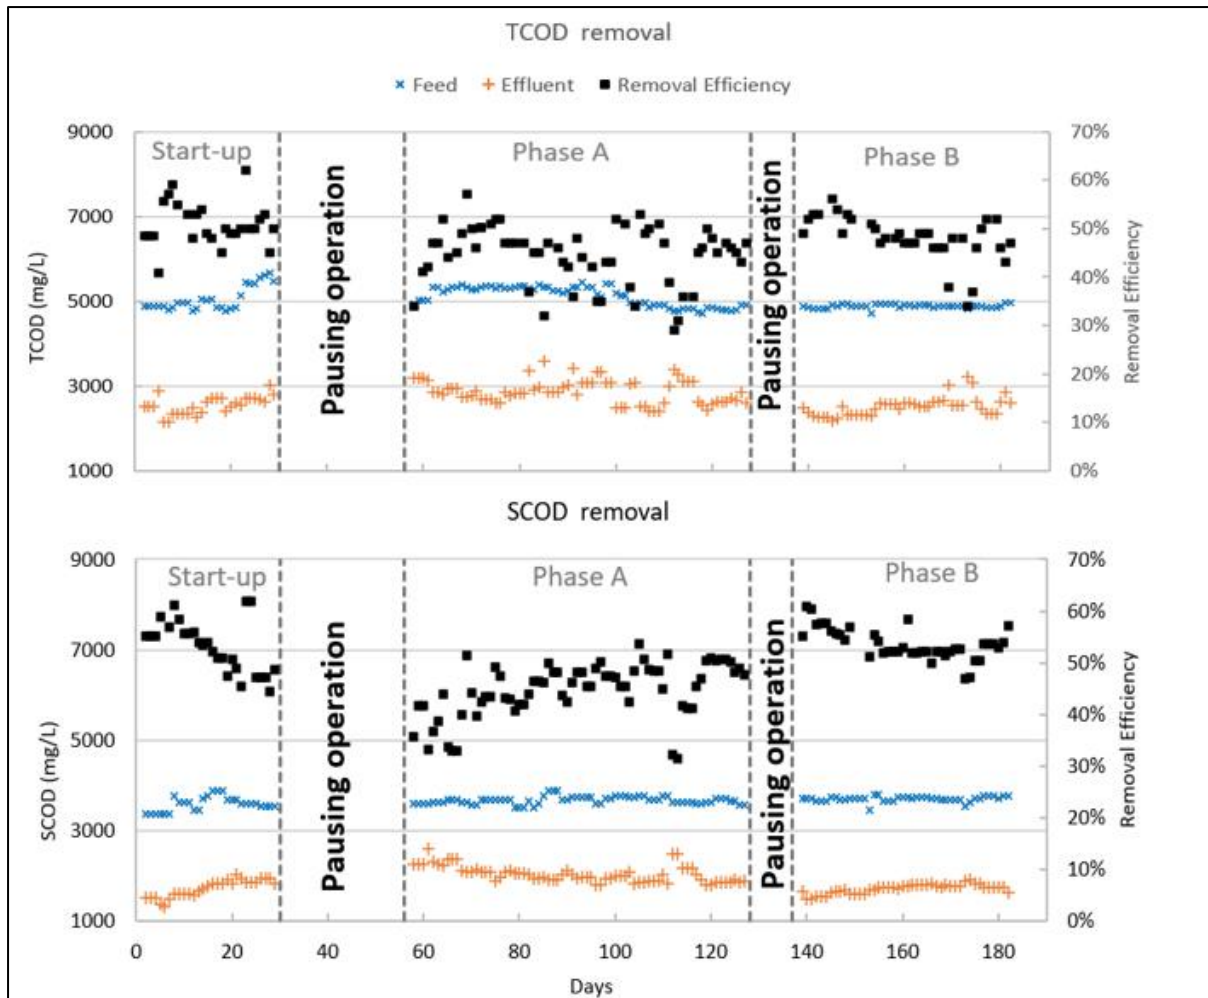 TCOD removal
Feed Effluent Removal Efficiency
9000 70%
Start-up Phase A Phase B
60%
7000 50%
40%
5000
30%
3000 20%
10%
1000 0%
TCOD (mg/L)
Pausing operation
Pausing operation
Removal Efficiency
SCOD removal
9000 70%
Start-up Phase A Phase B
60%
7000 50%
40%
5000
30%
3000 20%
10%
1000 0%
SCOD (mg/L)
Pausing operation
Pausing operation
Removal Efficiency
0 20 40 60 80 100 120 140 160 180
Days